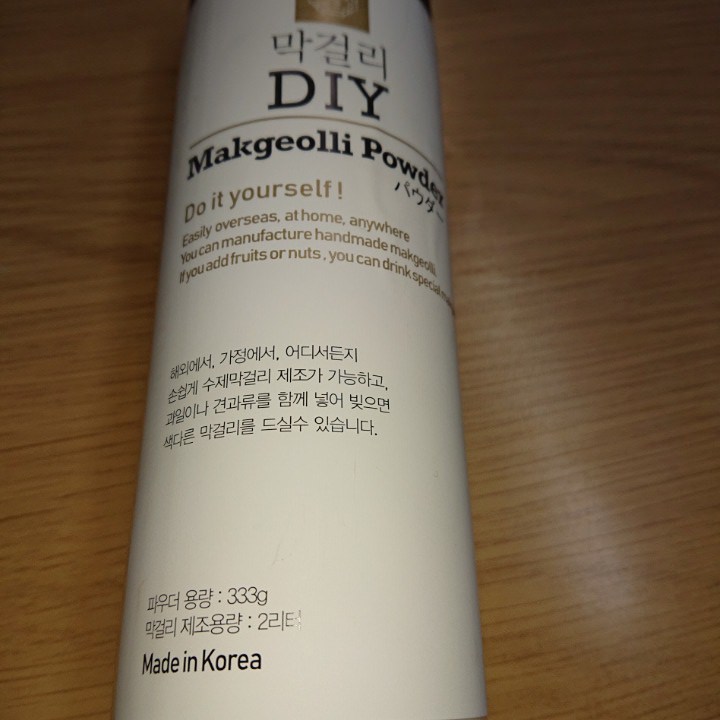 막걸리
DIY
Makgeolli Powder
パウダー
Do it yourself!
Easily overseas, at home, anywhere
You can manufacture handmade makgeolli
If you add fruits or nuts, you can drink special
해외에서, 가정에서, 어디서든지
손쉽게 수제막걸리 제조가 가능하고,
과일이나 견과류를 함께 넣어 빚으면
색다른 막걸리를 드실수 있습니다.
파우더 용량 : 333g
막걸리 제조용량 : 2리터
Made in Korea